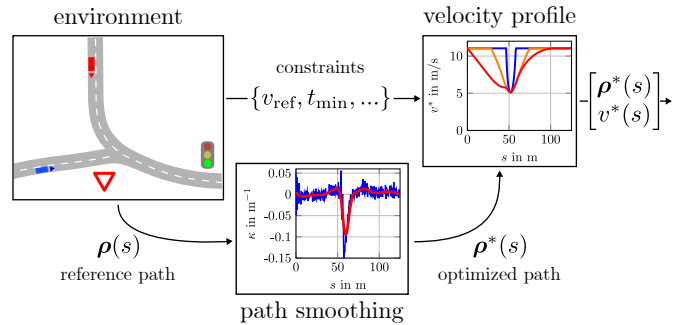 environment
velocity profile
constraints
{v_ref, t_min, ...}
v* in m/s
10
5
0
0
50
100
s in m
ρ*(s)
v*(s)
κ in m⁻¹
0.05
0
-0.05
-0.1
-0.15
0
50
100
s in m
ρ(s)
reference path
ρ*(s)
optimized path
path smoothing